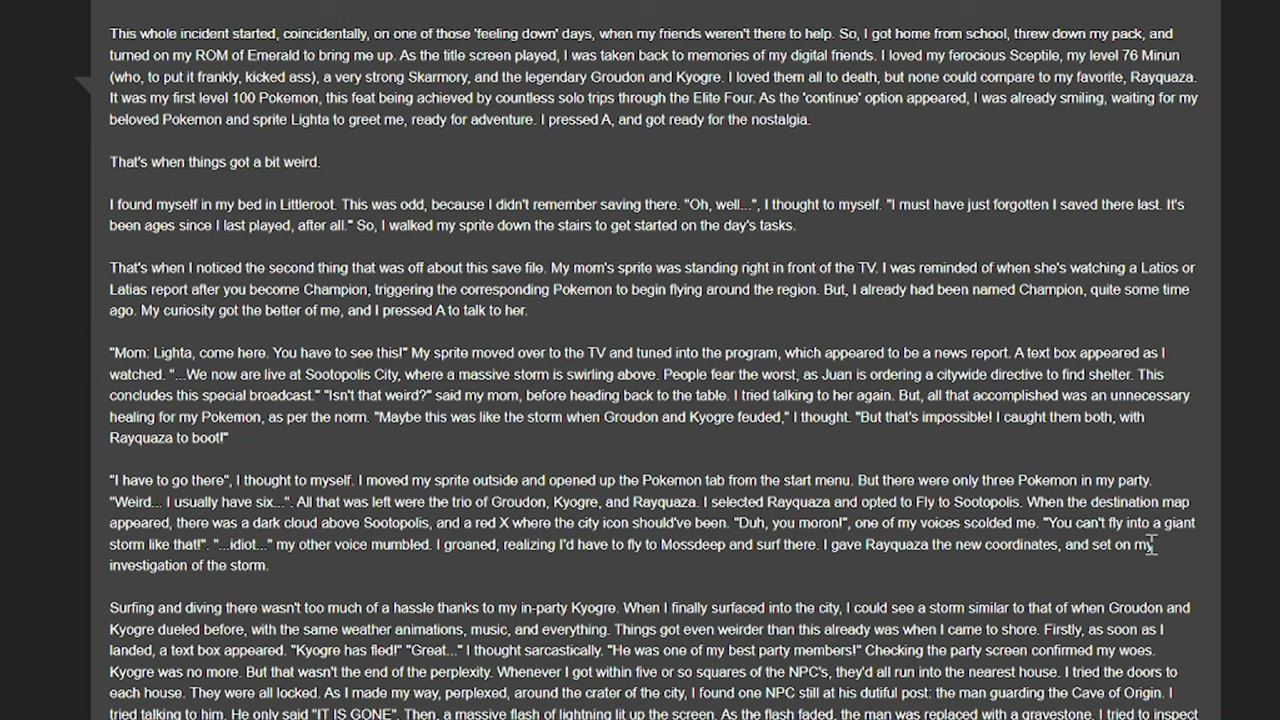 This whole incident started, coincidentally, on one of those 'feeling down' days, when my friends weren't there to help. So, I got home from school, threw down my pack, and
turned on my ROM of Emerald to bring me up. As the title screen played, I was taken back to memories of my digital friends. I loved my ferocious Sceptile, my level 76 Minun
(who, to put it frankly, kicked ass), a very strong Skarmory, and the legendary Groudon and Kyogre. I loved them all to death, but none could compare to my favorite, Rayquaza.
It was my first level 100 Pokemon, this feat being achieved by countless solo trips through the Elite Four. As the 'continue' option appeared, I was already smiling, waiting for my
beloved Pokemon and sprite Lighta to greet me, ready for adventure. I pressed A, and got ready for the nostalgia.
That's when things got a bit weird.
I found myself in my bed in Littleroot. This was odd, because I didn't remember saving there. "Oh, well...", I thought to myself. "I must have just forgotten I saved there last. It's
been ages since I last played, after all." So, I walked my sprite down the stairs to get started on the day's tasks.
That's when I noticed the second thing that was off about this save file. My mom's sprite was standing right in front of the TV. I was reminded of when she's watching a Latios or
Latias report after you become Champion, triggering the corresponding Pokemon to begin flying around the region. But, I already had been named Champion, quite some time
ago. My curiosity got the better of me, and I pressed A to talk to her.
"Mom: Lighta, come here. You have to see this!" My sprite moved over to the TV and tuned into the program, which appeared to be a news report. A text box appeared as I
watched. "...We now are live at Sootopolis City, where a massive storm is swirling above. People fear the worst, as Juan is ordering a citywide directive to find shelter. This
concludes this special broadcast." "Isn't that weird?" said my mom, before heading back to the table. I tried talking to her again. But, all that accomplished was an unnecessary
healing for my Pokemon, as per the norm. "Maybe this was like the storm when Groudon and Kyogre feuded," I thought. "But that's impossible! I caught them both, with
Rayquaza to boot!"
"I have to go there", I thought to myself. I moved my sprite outside and opened up the Pokemon tab from the start menu. But there were only three Pokemon in my party.
"Weird... I usually have six...". All that was left were the trio of Groudon, Kyogre, and Rayquaza. I selected Rayquaza and opted to Fly to Sootopolis. When the destination map
appeared, there was a dark cloud above Sootopolis, and a red X where the city icon should've been. "Duh, you moron!", one of my voices scolded me. "You can't fly into a giant
storm like that!". "...idiot..." my other voice mumbled. I groaned, realizing I'd have to fly to Mossdeep and surf there. I gave Rayquaza the new coordinates, and set on my
investigation of the storm.
Surfing and diving there wasn't too much of a hassle thanks to my in-party Kyogre. When I finally surfaced into the city, I could see a storm similar to that of when Groudon and
Kyogre dueled before, with the same weather animations, music, and everything. Things got even weirder than this already was when I came to shore. Firstly, as soon as I
landed, a text box appeared. "Kyogre has fled!" "Great..." I thought sarcastically. "He was one of my best party members!" Checking the party screen confirmed my woes.
Kyogre was no more. But that wasn't the end of the perplexity. Whenever I got within five or so squares of the NPC's, they'd all run into the nearest house. I tried the doors to
each house. They were all locked. As I made my way, perplexed, around the crater of the city, I found one NPC still at his dutiful post: the man guarding the Cave of Origin. I
tried talking to him. He only said "IT IS GONE". Then, a massive flash of lightning lit up the screen. As the flash faded, the man was replaced with a gravestone. I tried to inspect